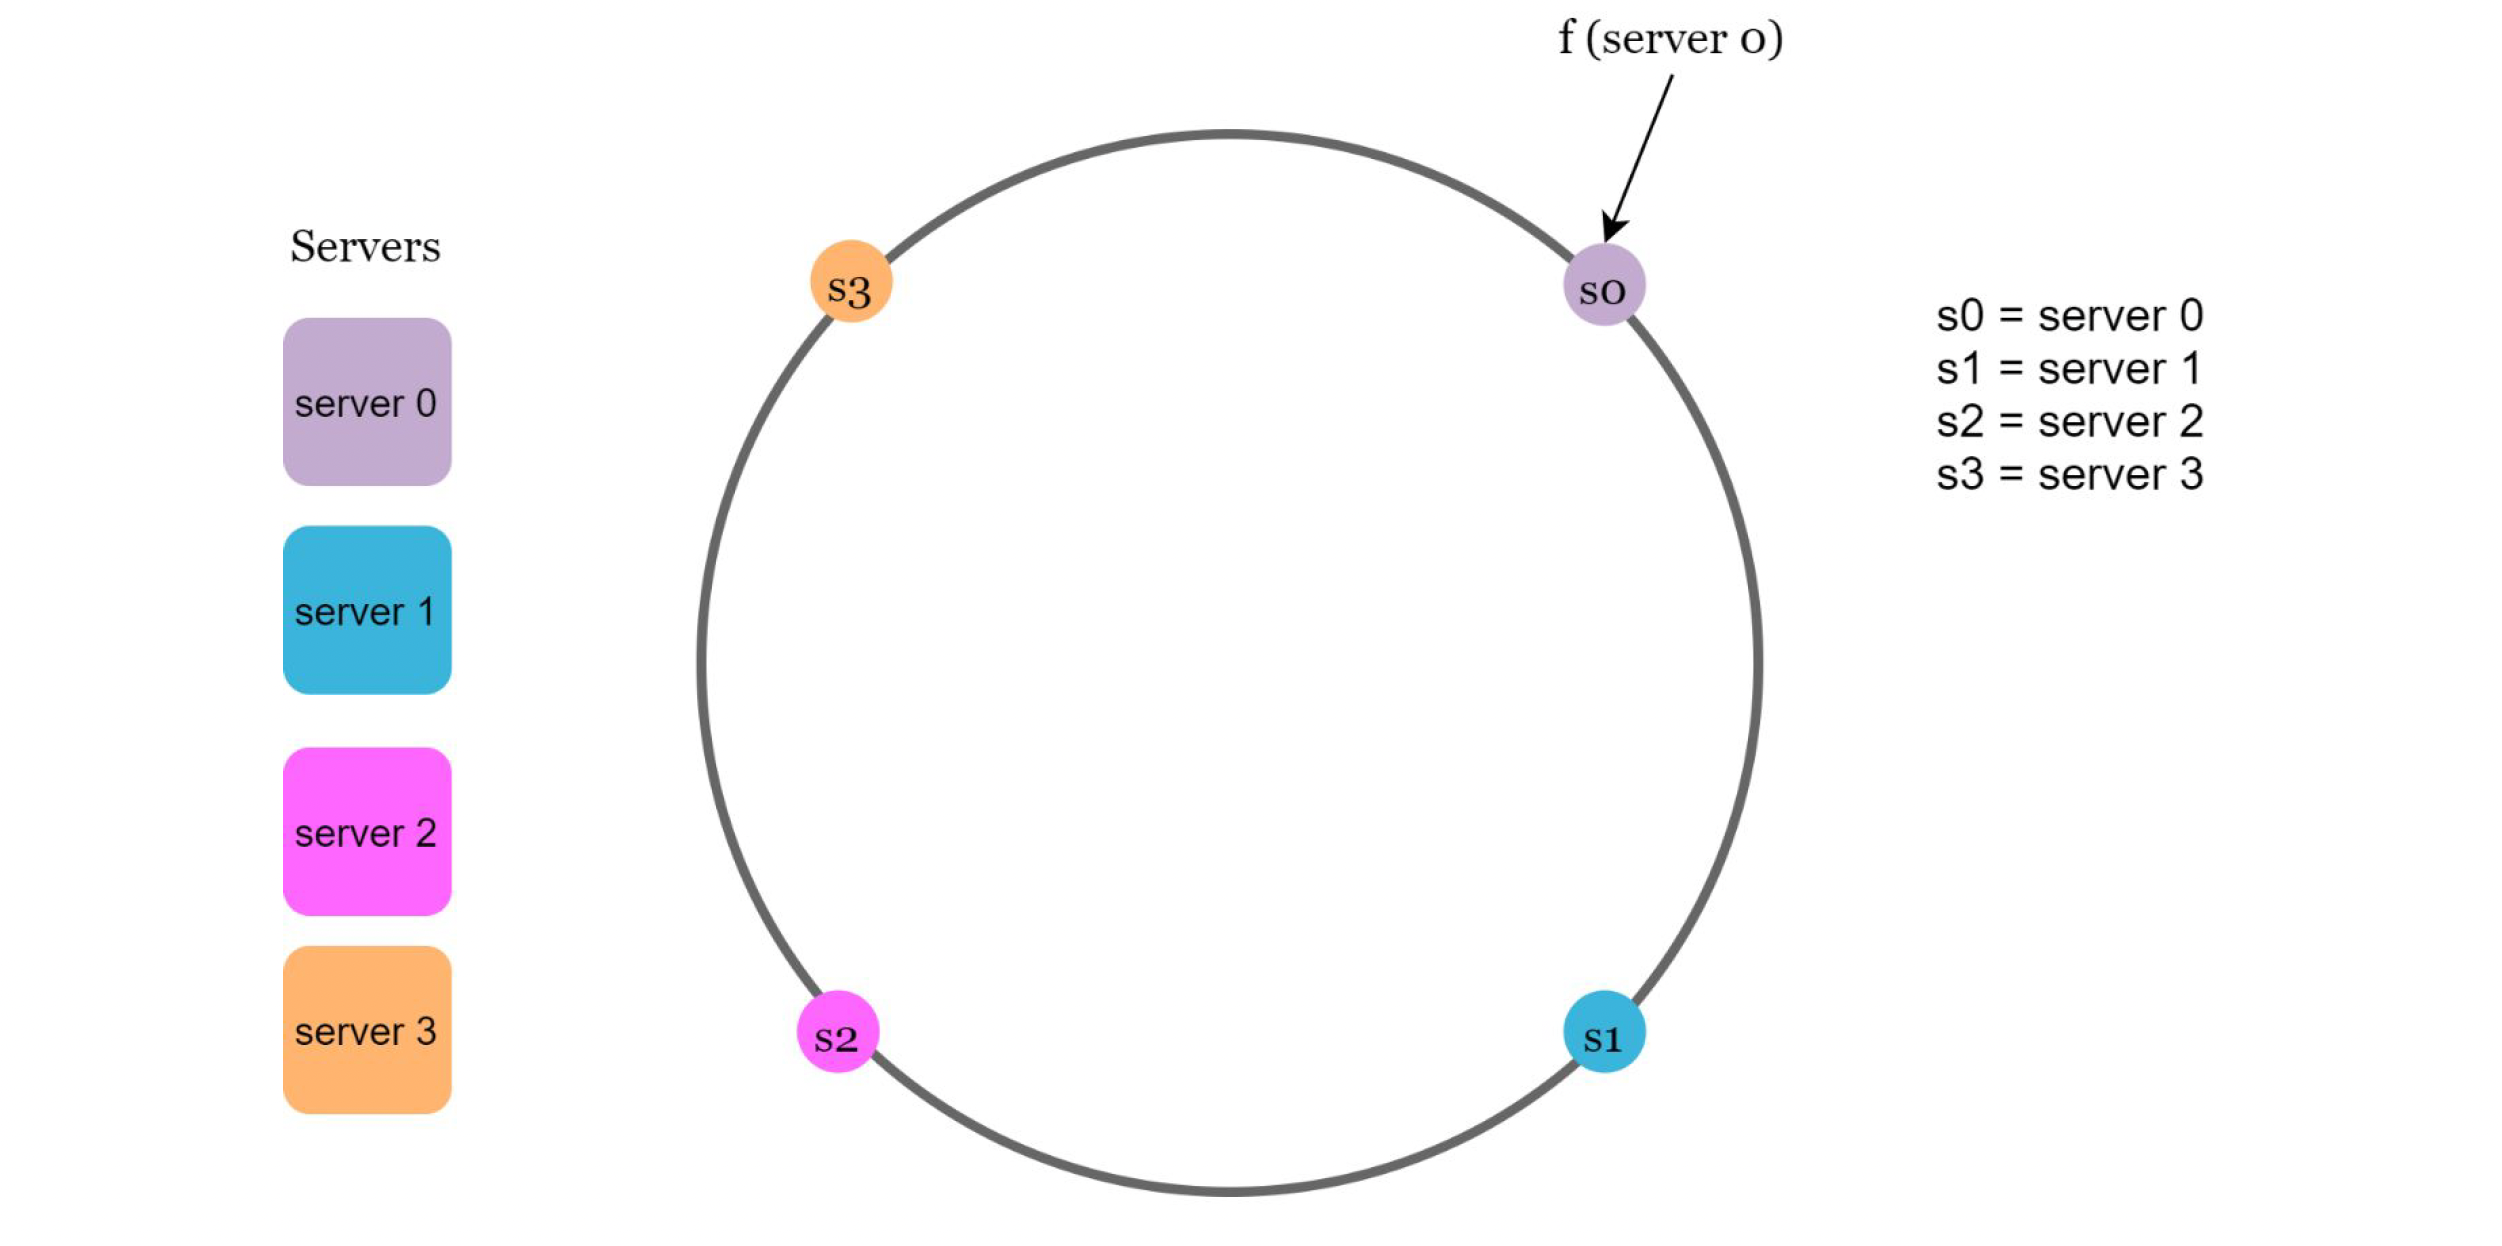 f (server 0)
Servers
server 0
server 1
server 2
server 3
s3
s0
s2
s1
s0 = server 0
s1 = server 1
s2 = server 2
s3 = server 3